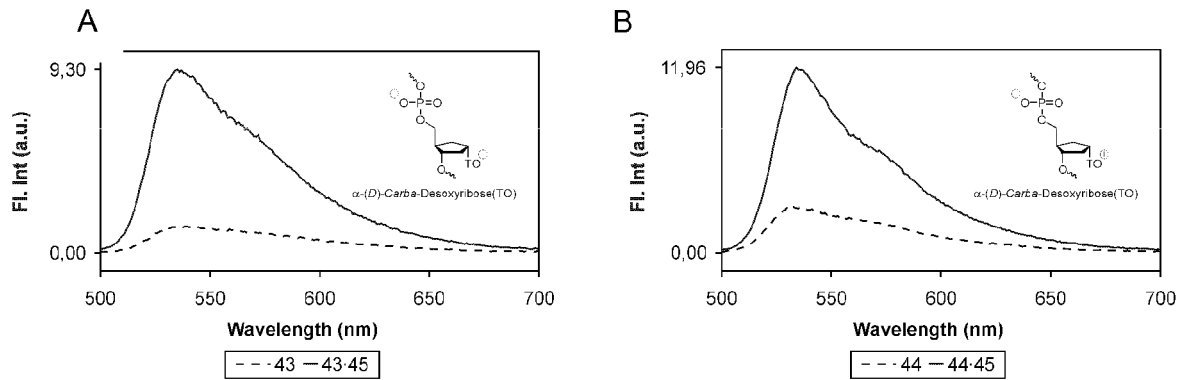 A
Fl. Int (a.u.)
9,30
0,00
500 550 600 650 700
Wavelength (nm)
O
O–P=O
O
O TO
α-(D)-Carba-Desoxyribose(TO)
43 43·45
B
Fl. Int (a.u.)
11,96
0,00
500 550 600 650 700
Wavelength (nm)
O
O–P=O
O
O TO
α-(D)-Carba-Desoxyribose(TO)
44 44·45